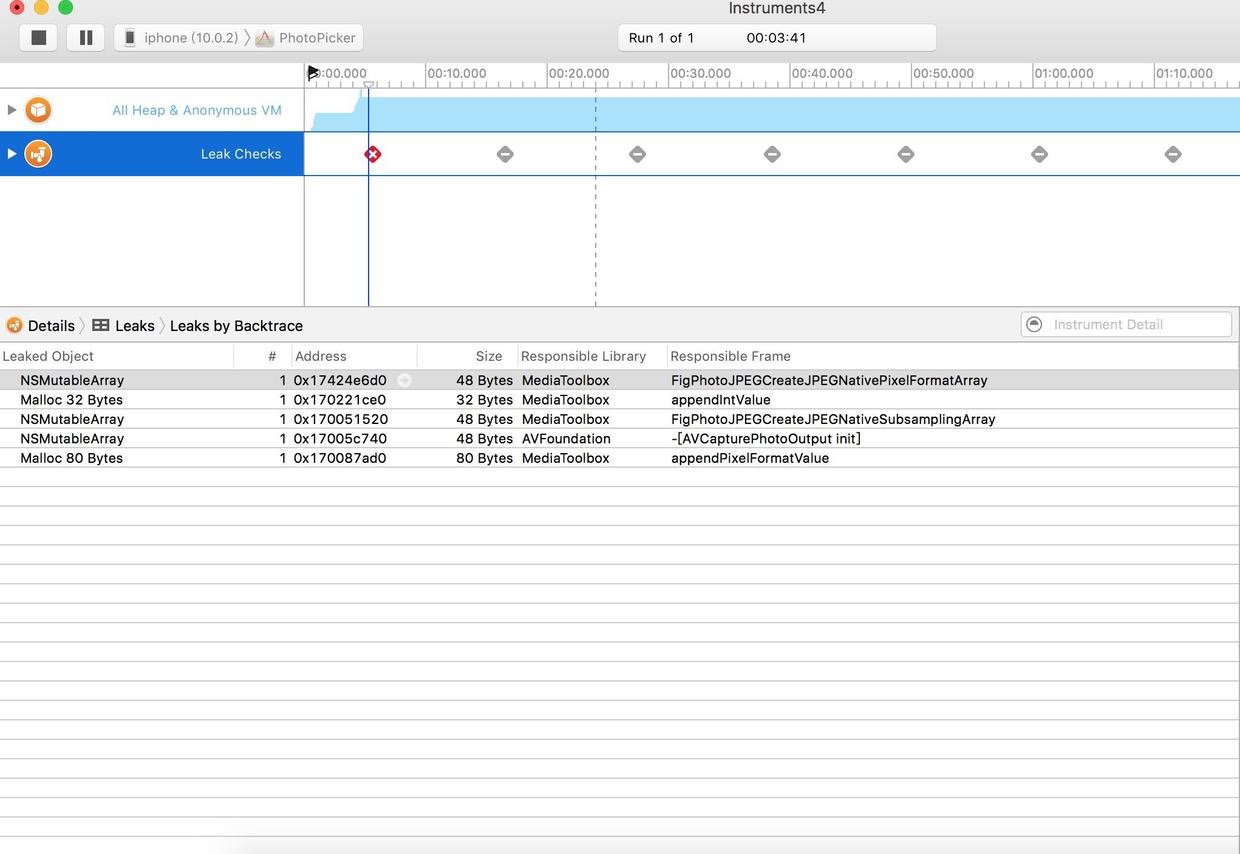 Instruments4
iphone (10.0.2) PhotoPicker Run 1 of 1 00:03:41
00:10.000 00:20.000 00:30.000 00:40.000 00:50.000 01:00.000 01:10.000
All Heap & Anonymous VM
Leak Checks
Details Leaks Leaks by Backtrace Instrument Detail
Leaked Object # Address Size Responsible Library Responsible Frame
NSMutableArray 1 0x17424e6d0 48 Bytes MediaToolbox FigPhotoJPEGCreateJPEGNativePixelFormatArray
Malloc 32 Bytes 1 0x170221ce0 32 Bytes MediaToolbox appendIntValue
NSMutableArray 1 0x170051520 48 Bytes MediaToolbox FigPhotoJPEGCreateJPEGNativeSubsamplingArray
NSMutableArray 1 0x17005c740 48 Bytes AVFoundation -[AVCapturePhotoOutput init]
Malloc 80 Bytes 1 0x170087ad0 80 Bytes MediaToolbox appendPixelFormatValue